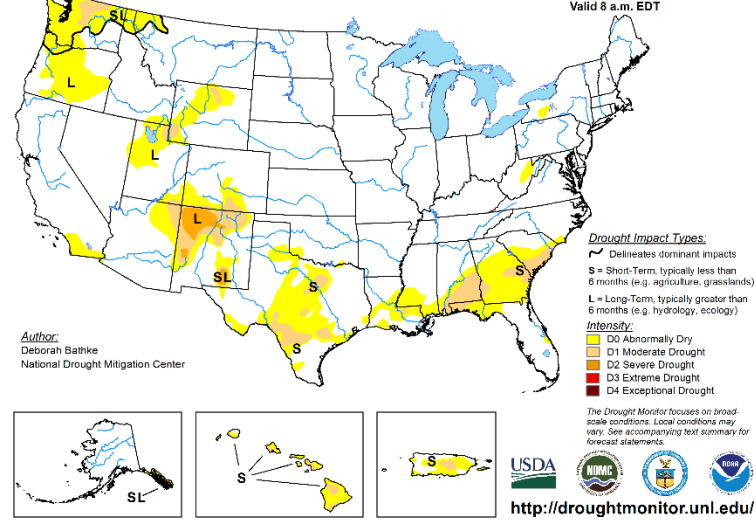 Valid 8 a.m. EDT
SL
L
L
L
SL
S
S
S
Drought Impact Types:
Delineates dominant impacts
S = Short-Term, typically less than
6 months (e.g. agriculture, grasslands)
L = Long-Term, typically greater than
6 months (e.g. hydrology, ecology)
Intensity:
D0 Abnormally Dry
D1 Moderate Drought
D2 Severe Drought
D3 Extreme Drought
D4 Exceptional Drought
Author:
Deborah Bathke
National Drought Mitigation Center
The Drought Monitor focuses on broad-
scale conditions. Local conditions may
vary. See accompanying text summary for
forecast statements.
SL
S
S
USDA
NDMC
NOAA
http://droughtmonitor.unl.edu/